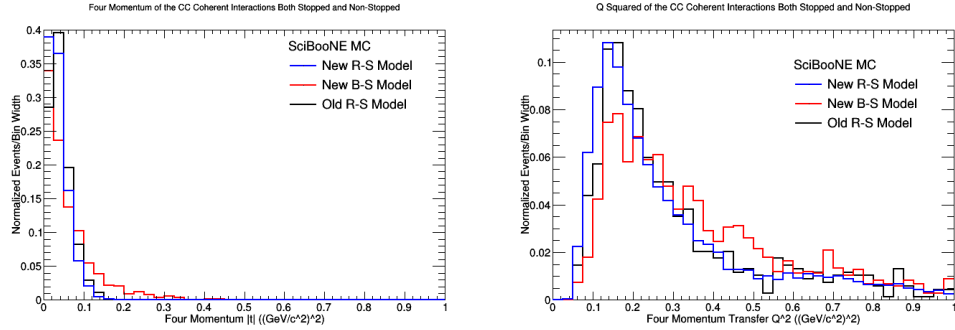 Four Momentum of the CC Coherent Interactions Both Stopped and Non-Stopped
Normalized Events/Bin Width
0.4
0.35
0.3
0.25
0.2
0.15
0.1
0.05
0
SciBooNE MC
New R-S Model
New B-S Model
Old R-S Model
0 0.1 0.2 0.3 0.4 0.5 0.6 0.7 0.8 0.9 1
Four Momentum |t| ((GeV/c^2)^2)
Q Squared of the CC Coherent Interactions Both Stopped and Non-Stopped
Normalized Events/Bin Width
0.1
0.08
0.06
0.04
0.02
0
SciBooNE MC
New R-S Model
New B-S Model
Old R-S Model
0 0.1 0.2 0.3 0.4 0.5 0.6 0.7 0.8 0.9 1
Four Momentum Transfer Q^2 ((GeV/c^2)^2)